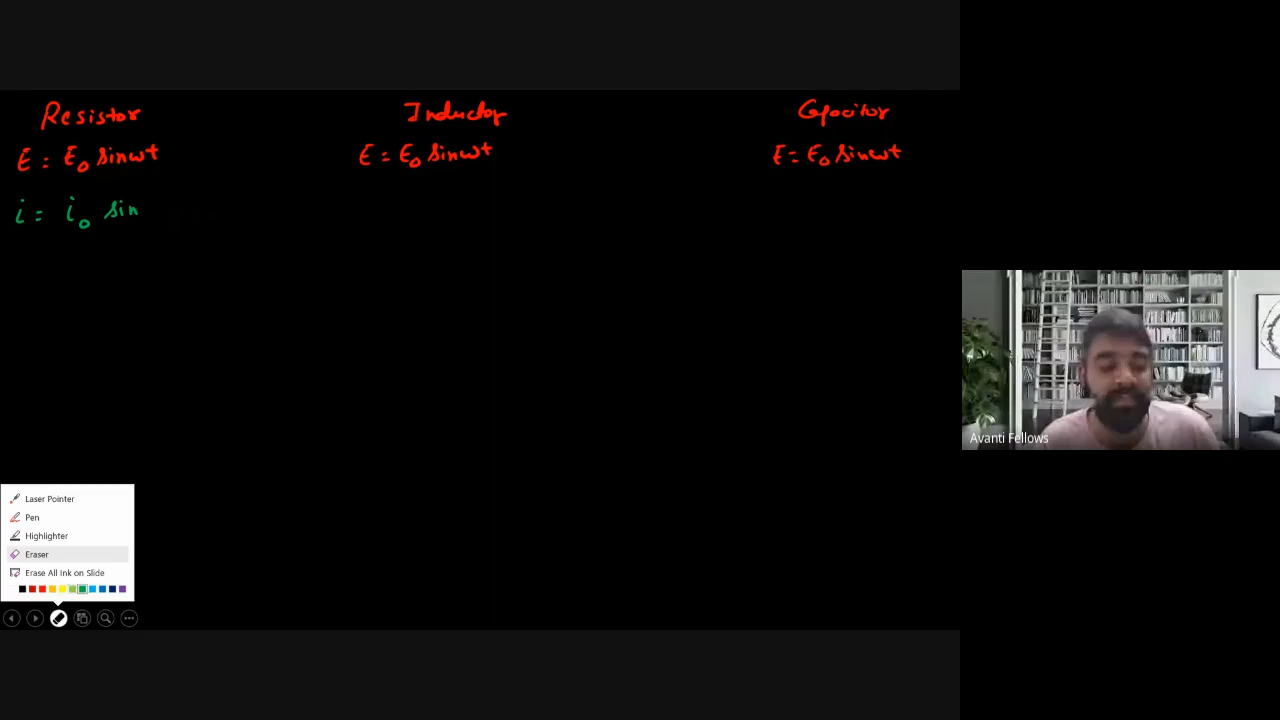 Resistor
Inductor
Capacitor
E = E₀ sinωt
E = E₀ sinωt
E = E₀ sinωt
i = i₀ sin
Avanti Fellows
Laser Pointer
Pen
Highlighter
Eraser
Erase All Ink on Slide